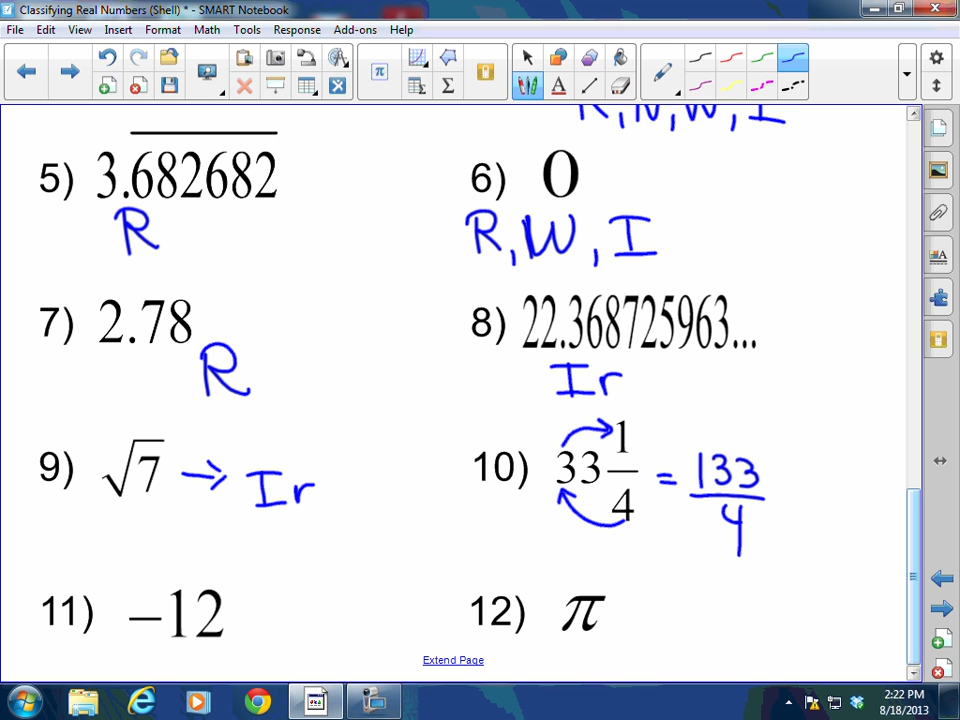 Classifying Real Numbers (Shell) * - SMART Notebook
File Edit View Insert Format Math Tools Response Add-ons Help
R, N, W, I
5) 3.\overline{682682}
R
6) 0
R, W, I
7) 2.78
R
8) 22.368725963...
Ir
9) √7 → Ir
10) 33 1/4 = 133/4
11) −12
12) π
Extend Page
2:22 PM
8/18/2013